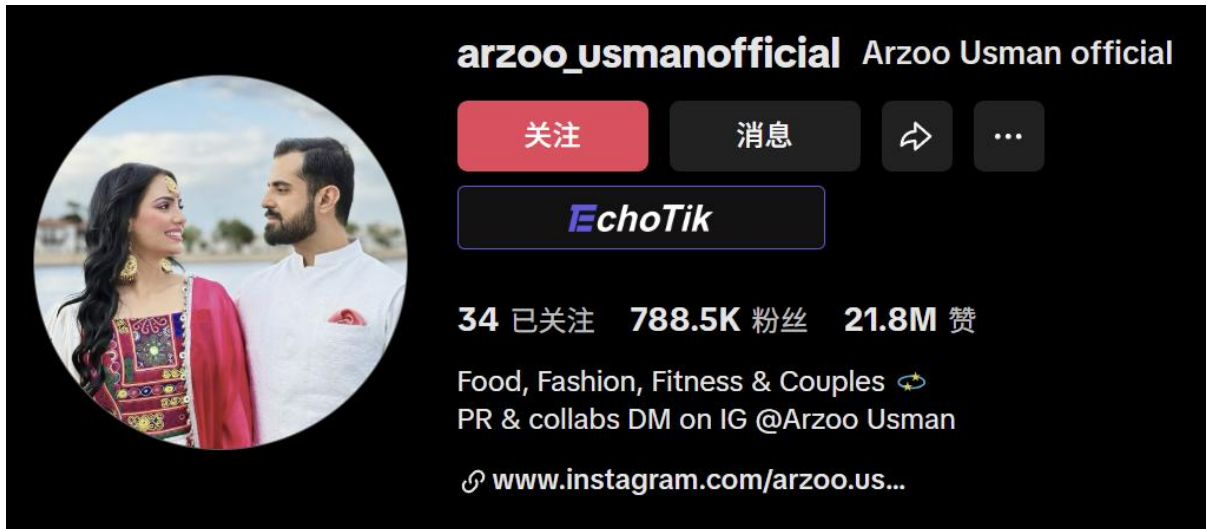 arzoo_usmanofficial Arzoo Usman official
关注 消息 ...
EchoTik
34 已关注 788.5K 粉丝 21.8M 赞
Food, Fashion, Fitness & Couples 💫
PR & collabs DM on IG @Arzoo Usman
www.instagram.com/arzoo.us...